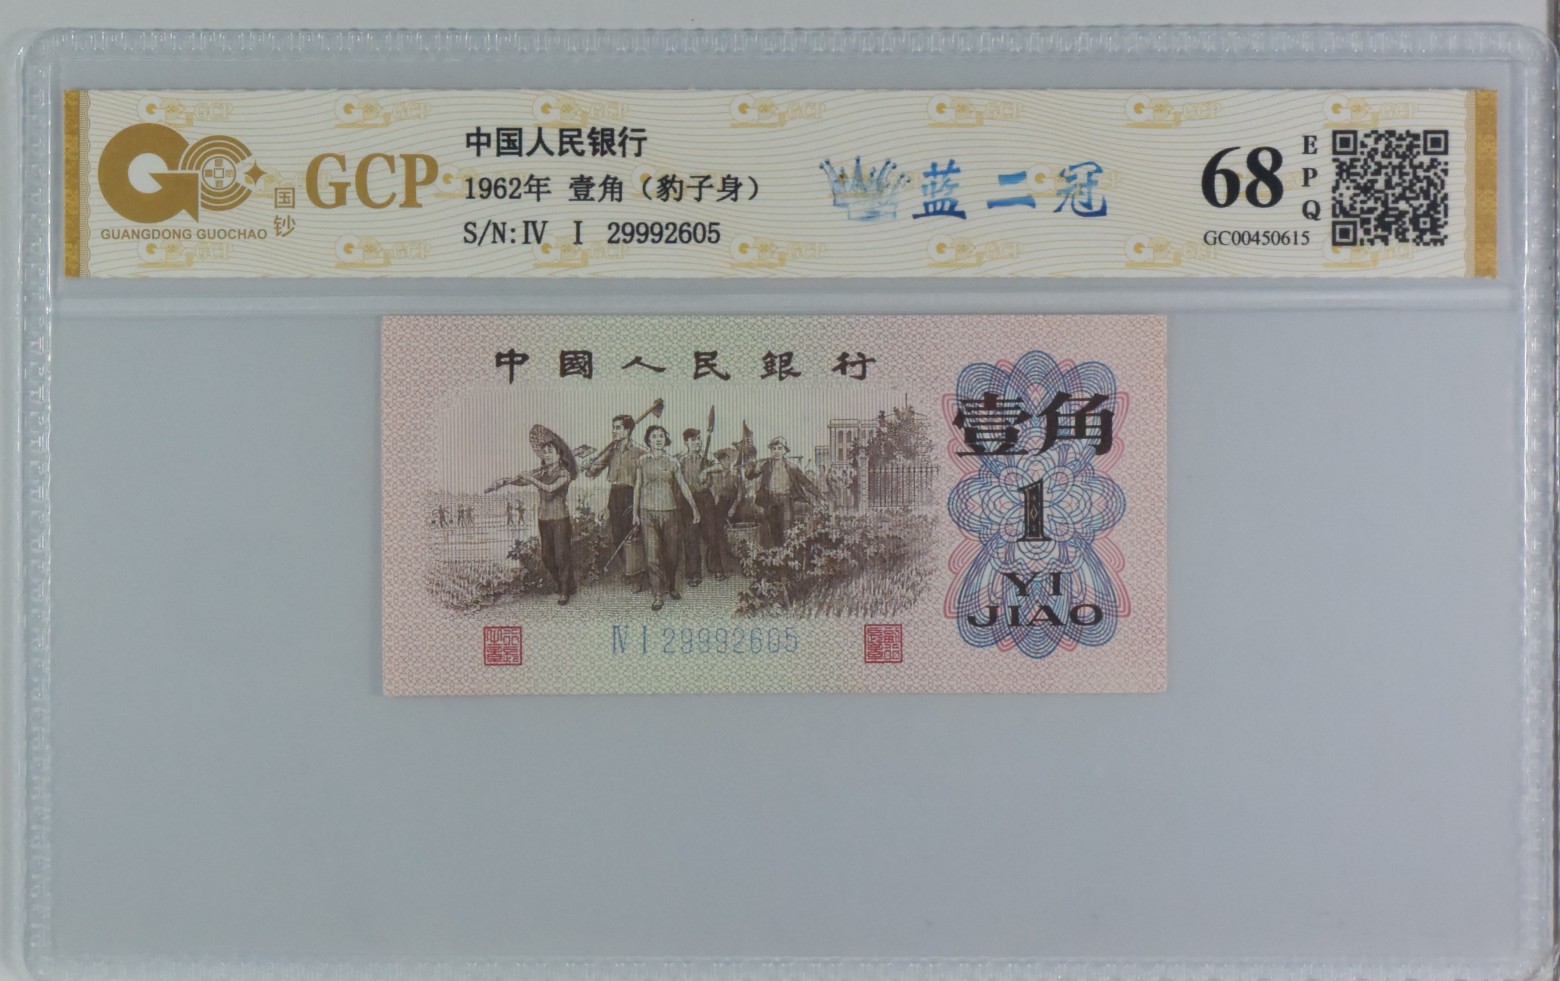 国钞
GUANGDONG GUOCHAO
GCP
中国人民银行
1962年 壹角（豹子身）
S/N:Ⅳ Ⅰ 29992605
蓝二冠
68
EPQ
GC00450615
中國人民銀行
壹角
1
YI
JIAO
Ⅳ Ⅰ 29992605